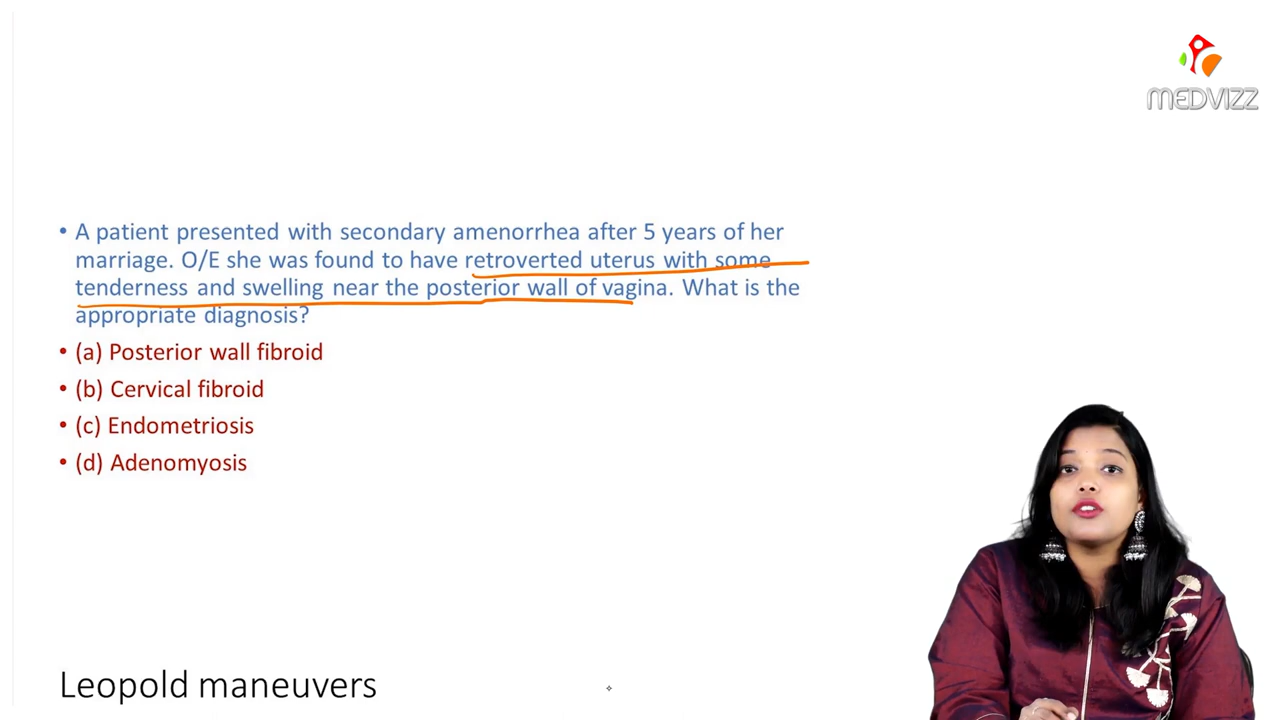 MEDVIZZ
• A patient presented with secondary amenorrhea after 5 years of her
marriage. O/E she was found to have retroverted uterus with some
tenderness and swelling near the posterior wall of vagina. What is the
appropriate diagnosis?
• (a) Posterior wall fibroid
• (b) Cervical fibroid
• (c) Endometriosis
• (d) Adenomyosis
Leopold maneuvers